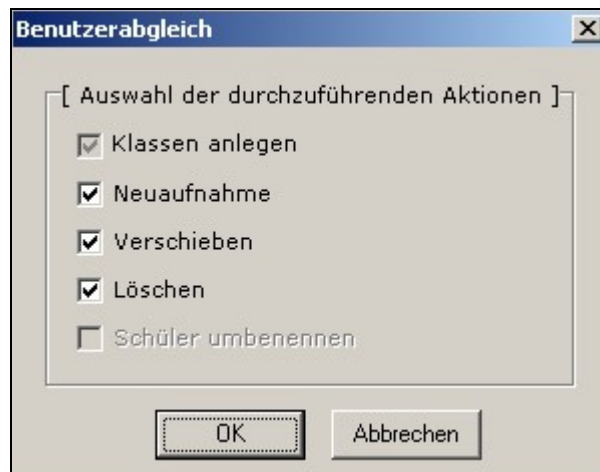 Benutzerabgleich
[ Auswahl der durchzuführenden Aktionen ]
Klassen anlegen
Neuaufnahme
Verschieben
Löschen
Schüler umbenennen
OK Abbrechen